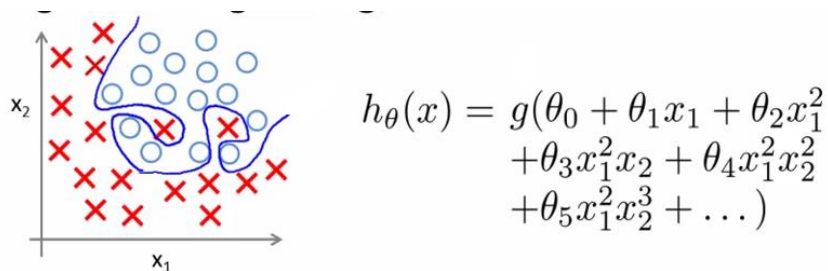 x₂
x₁
h_θ(x) = g(θ₀ + θ₁x₁ + θ₂x₁²
+θ₃x₁²x₂ + θ₄x₁²x₂²
+θ₅x₁²x₂³ + …)